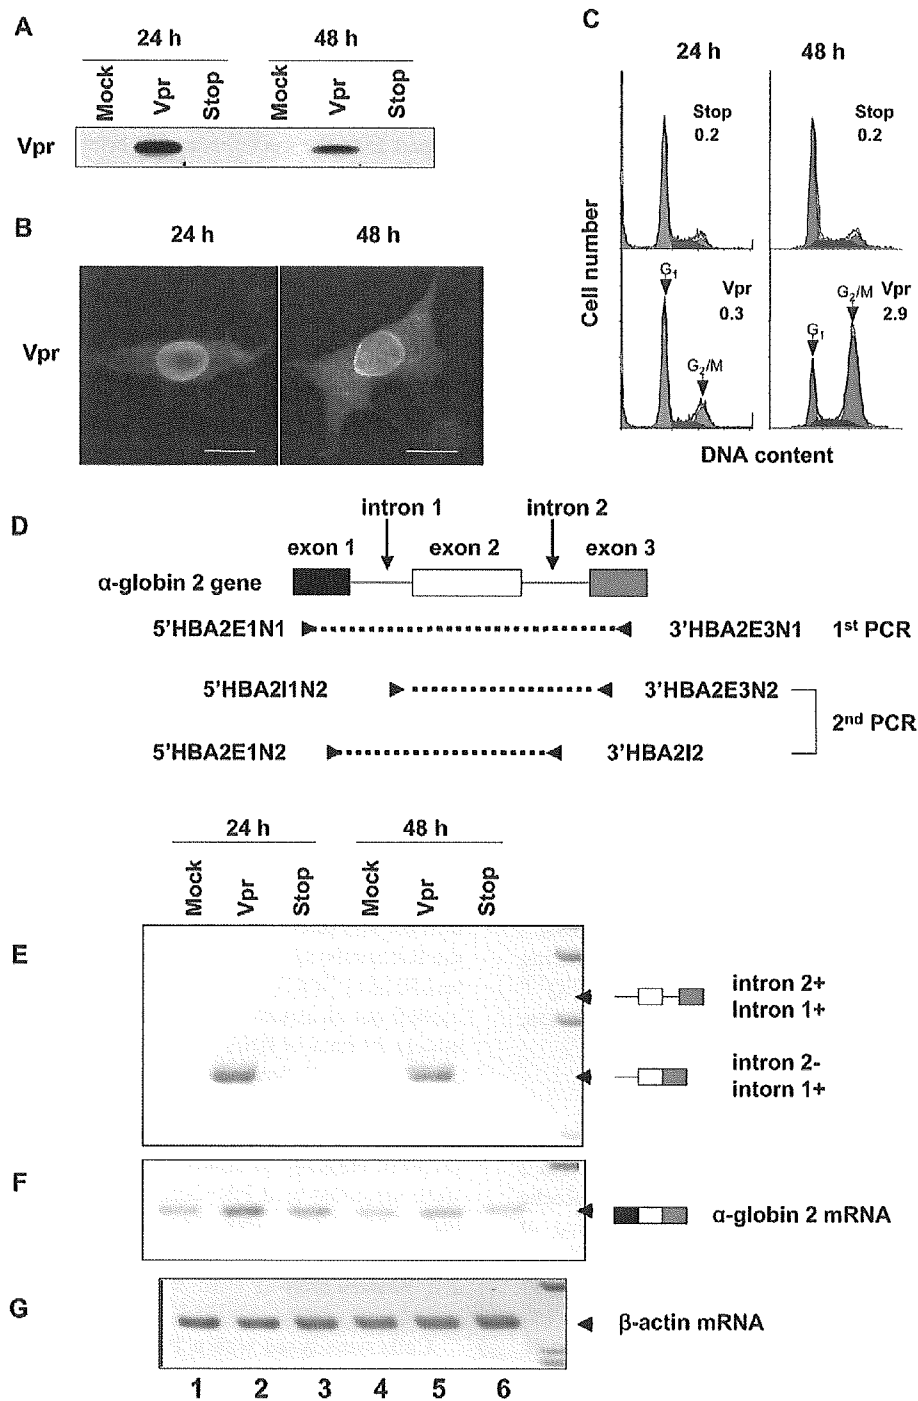 A
24 h
48 h
Mock
Vpr
Stop
Mock
Vpr
Stop
Vpr
B
24 h
48 h
Vpr
C
24 h
48 h
Stop
0.2
Stop
0.2
Cell number
G1
Vpr
0.3
G2/M
G1
G2/M
Vpr
2.9
DNA content
D
intron 1
intron 2
exon 1
exon 2
exon 3
α-globin 2 gene
5'HBA2E1N1
3'HBA2E3N1
1st PCR
5'HBA2I1N2
3'HBA2E3N2
2nd PCR
5'HBA2E1N2
3'HBA2I2
24 h
48 h
Mock
Vpr
Stop
Mock
Vpr
Stop
E
intron 2+
Intron 1+
intron 2-
intorn 1+
F
α-globin 2 mRNA
G
β-actin mRNA
1 2 3 4 5 6